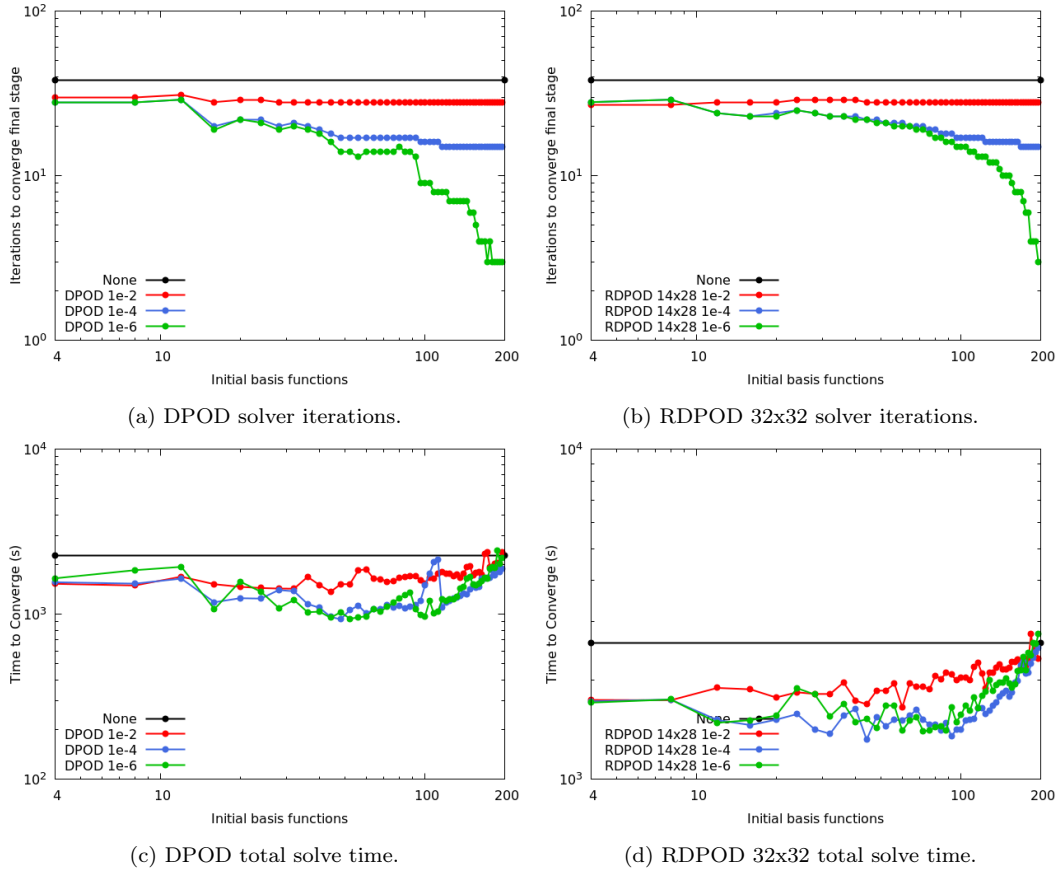 10^2
10^1
10^0
Iterions to converge final stage
None
DPOD 1e-2
DPOD 1e-4
DPOD 1e-6
4 10 100 200
Initial basis functions
(a) DPOD solver iterations.
10^2
10^1
10^0
Iterions to converge final stage
None
RDPOD 14x28 1e-2
RDPOD 14x28 1e-4
RDPOD 14x28 1e-6
4 10 100 200
Initial basis functions
(b) RDPOD 32x32 solver iterations.
10^4
10^3
10^2
Time to Converge (s)
None
DPOD 1e-2
DPOD 1e-4
DPOD 1e-6
4 10 100 200
Initial basis functions
(c) DPOD total solve time.
10^4
10^3
Time to Converge (s)
None
RDPOD 14x28 1e-2
RDPOD 14x28 1e-4
RDPOD 14x28 1e-6
4 10 100 200
Initial basis functions
(d) RDPOD 32x32 total solve time.